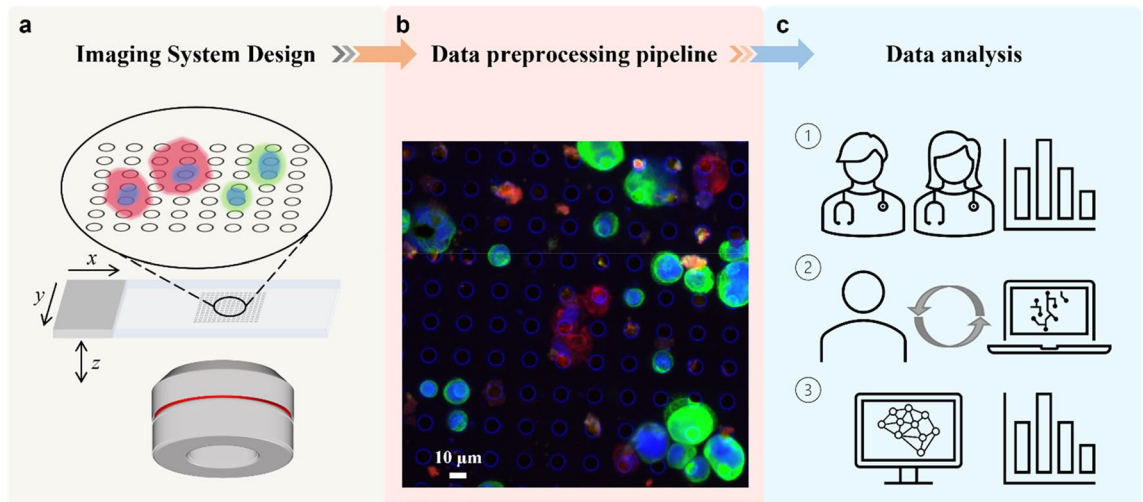 a
Imaging System Design
b
Data preprocessing pipeline
c
Data analysis
x
y
z
10 μm
1
2
3